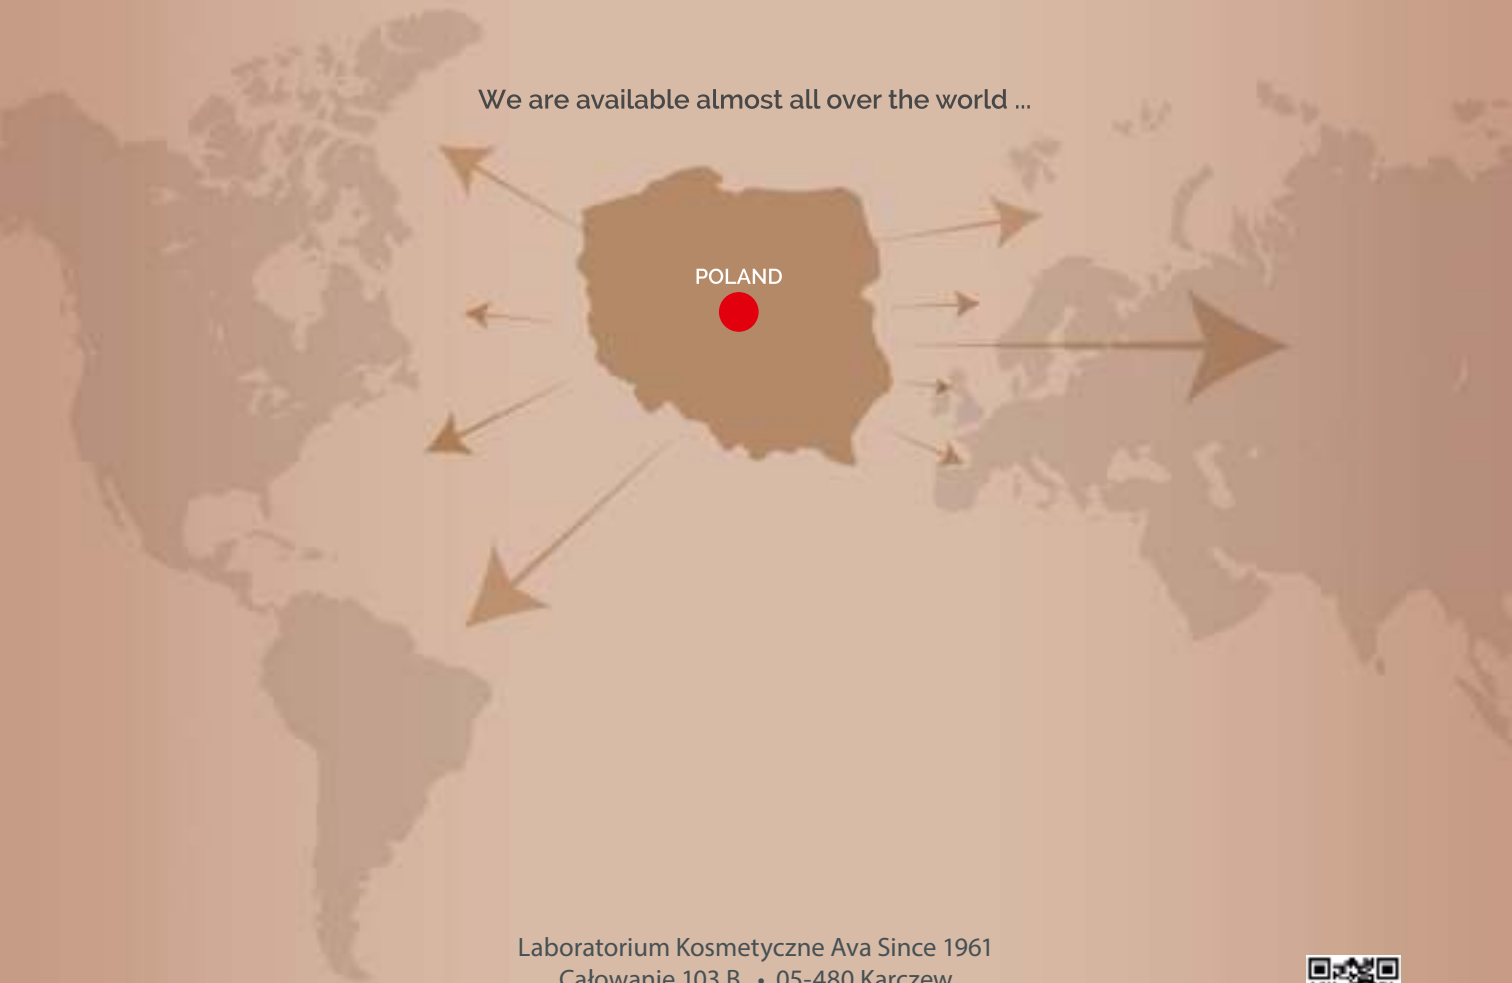 We are available almost all over the world ...
POLAND
Laboratorium Kosmetyczne Ava Since 1961
Całowanie 103 B • 05-480 Karczew